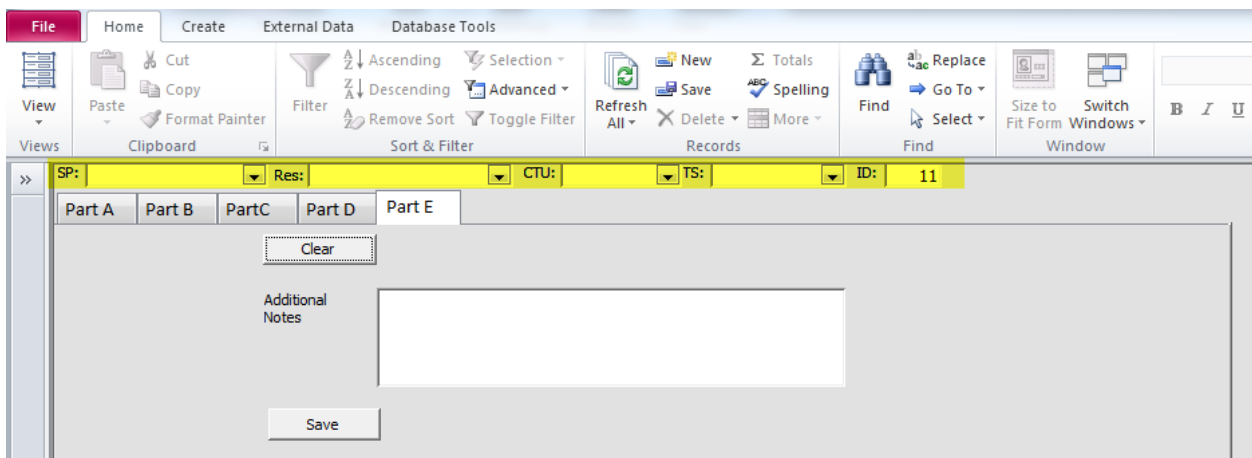 File Home Create External Data Database Tools
Cut Ascending Selection New Σ Totals Replace
Copy Descending Advanced Save Spelling Go To
View Paste Format Painter Filter Remove Sort Toggle Filter Refresh All Delete More Find Select Size to Fit Form Switch Windows B I U
Views Clipboard Sort & Filter Records Find Window
SP: Res: CTU: TS: ID: 11
Part A Part B PartC Part D Part E
Clear
Additional
Notes
Save